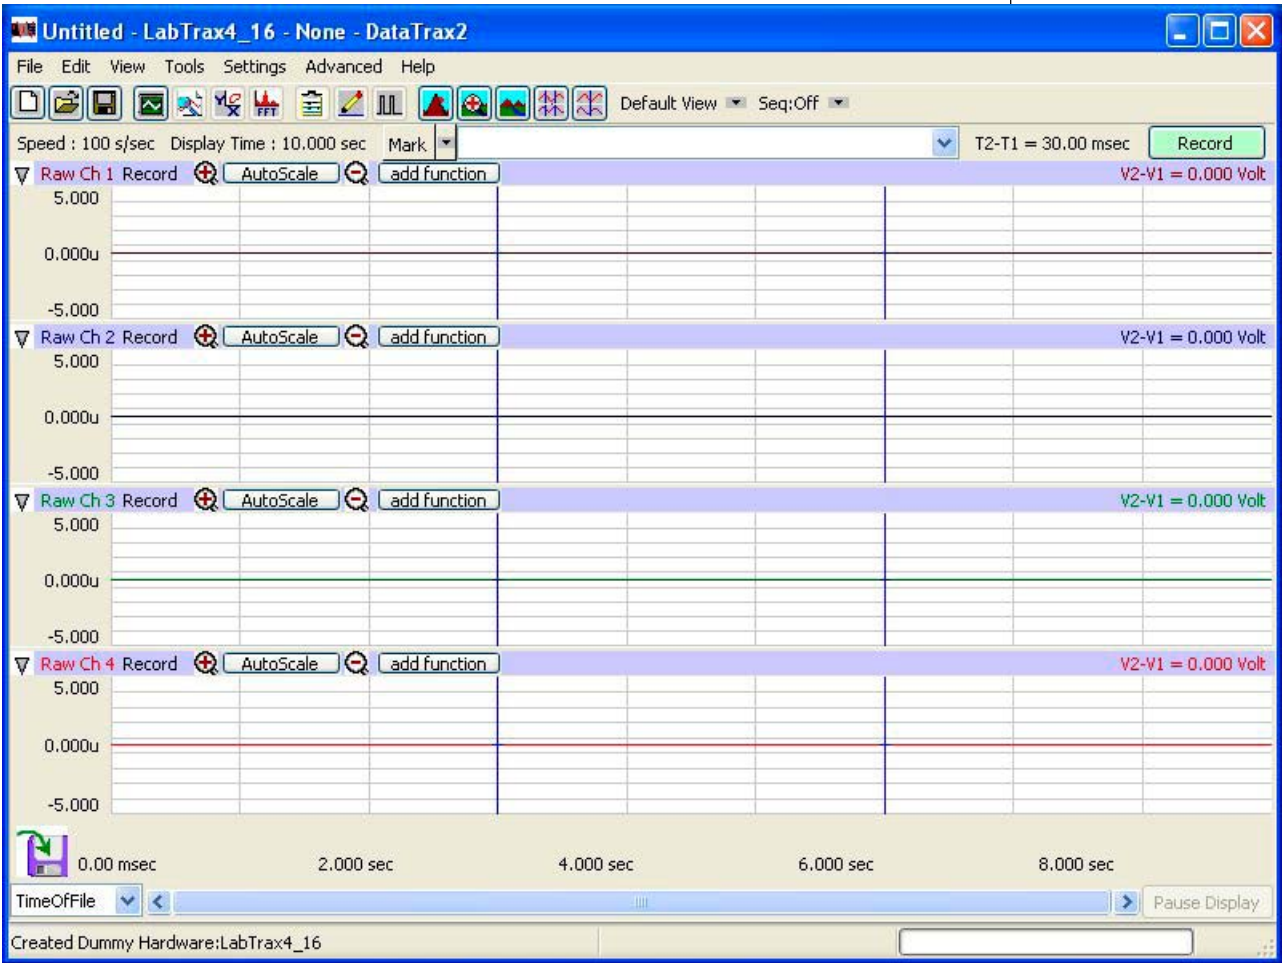 Untitled - LabTrax4_16 - None - DataTrax2
File Edit View Tools Settings Advanced Help
YX FFT Default View Seq:Off
Speed : 100 s/sec Display Time : 10.000 sec Mark T2-T1 = 30.00 msec Record
Raw Ch 1 Record AutoScale add function V2-V1 = 0.000 Volt
5.000
0.000u
-5.000
Raw Ch 2 Record AutoScale add function V2-V1 = 0.000 Volt
5.000
0.000u
-5.000
Raw Ch 3 Record AutoScale add function V2-V1 = 0.000 Volt
5.000
0.000u
-5.000
Raw Ch 4 Record AutoScale add function V2-V1 = 0.000 Volt
5.000
0.000u
-5.000
0.00 msec 2.000 sec 4.000 sec 6.000 sec 8.000 sec
TimeOfFile Pause Display
Created Dummy Hardware:LabTrax4_16